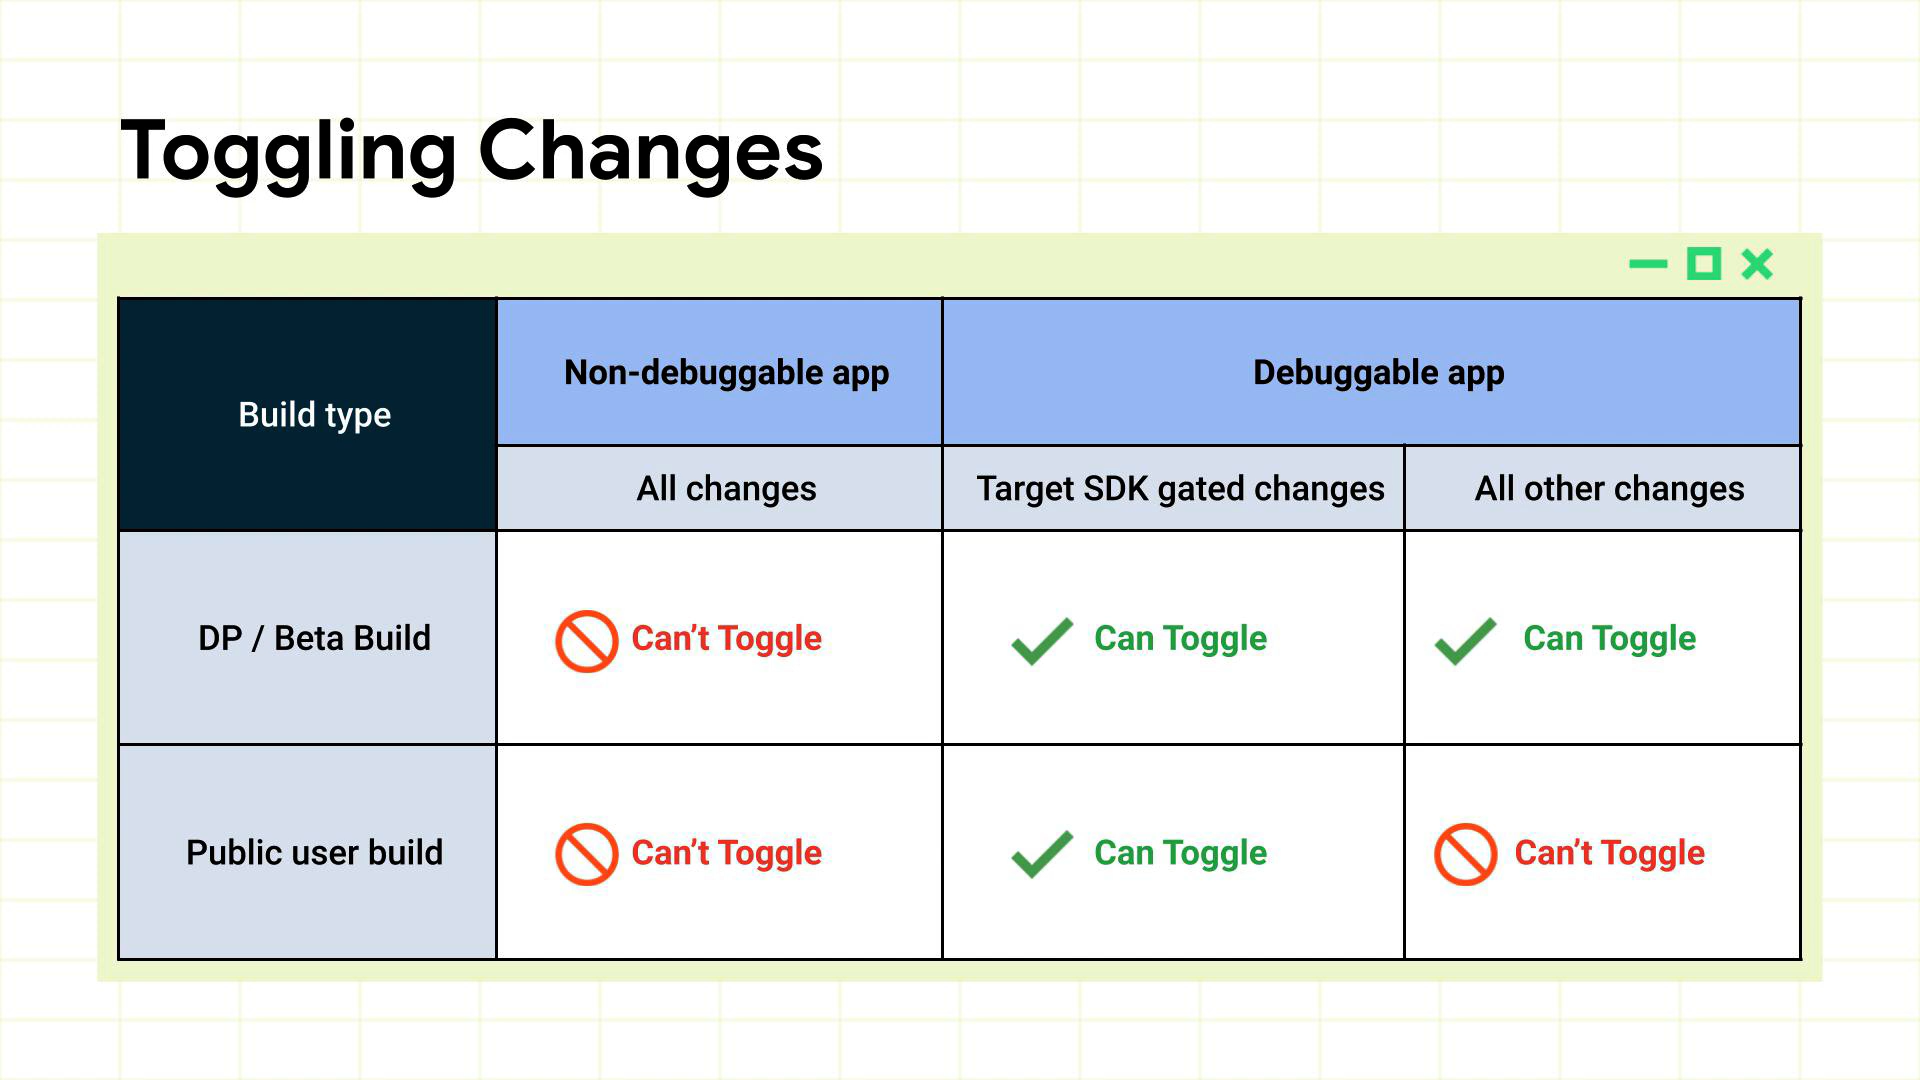 Toggling Changes
Build type
Non-debuggable app
Debuggable app
All changes
Target SDK gated changes
All other changes
DP / Beta Build
Can’t Toggle
Can Toggle
Can Toggle
Public user build
Can’t Toggle
Can Toggle
Can’t Toggle